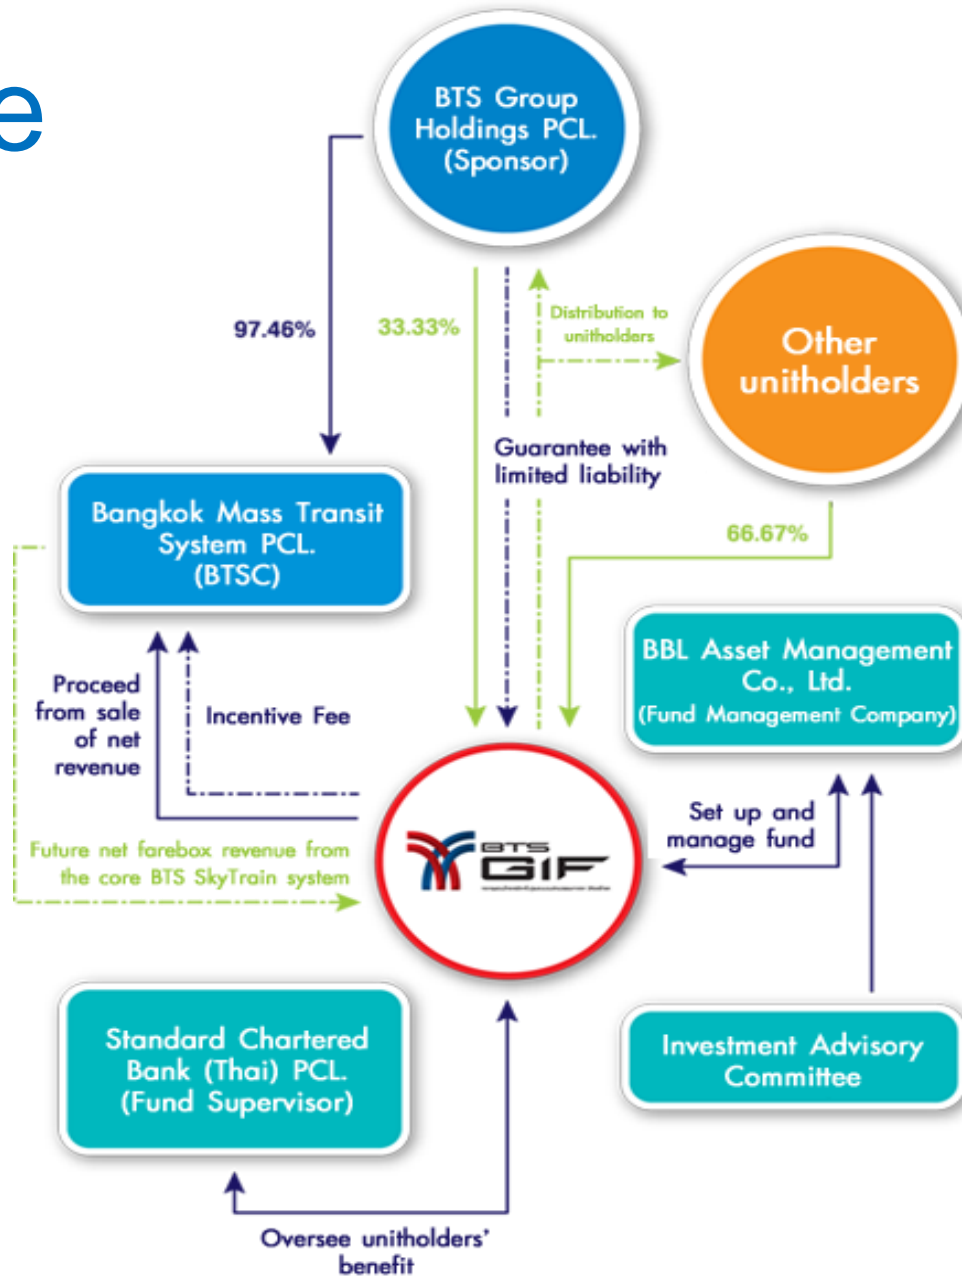 e
BTS Group
Holdings PCL.
(Sponsor)
97.46%
33.33%
Distribution to
unitholders
Other
unitholders
Guarantee with
limited liability
Bangkok Mass Transit
System PCL.
(BTSC)
66.67%
BBL Asset Management
Co., Ltd.
(Fund Management Company)
Proceed
from sale
of net
revenue
Incentive Fee
Set up and
manage fund
Future net farebox revenue from
the core BTS SkyTrain system
BTS
GIF
Standard Chartered
Bank (Thai) PCL.
(Fund Supervisor)
Investment Advisory
Committee
Oversee unitholders'
benefit